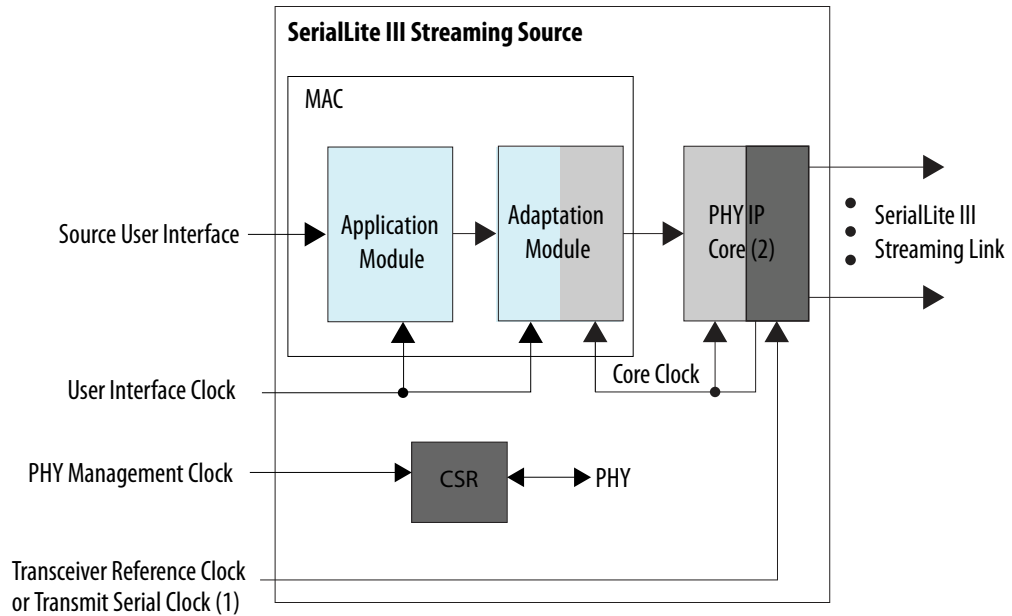 SerialLite III Streaming Source
MAC
Application
Module
Adaptation
Module
PHY IP
Core (2)
SerialLite III
Streaming Link
Source User Interface
User Interface Clock
Core Clock
PHY Management Clock
CSR
PHY
Transceiver Reference Clock
or Transmit Serial Clock (1)